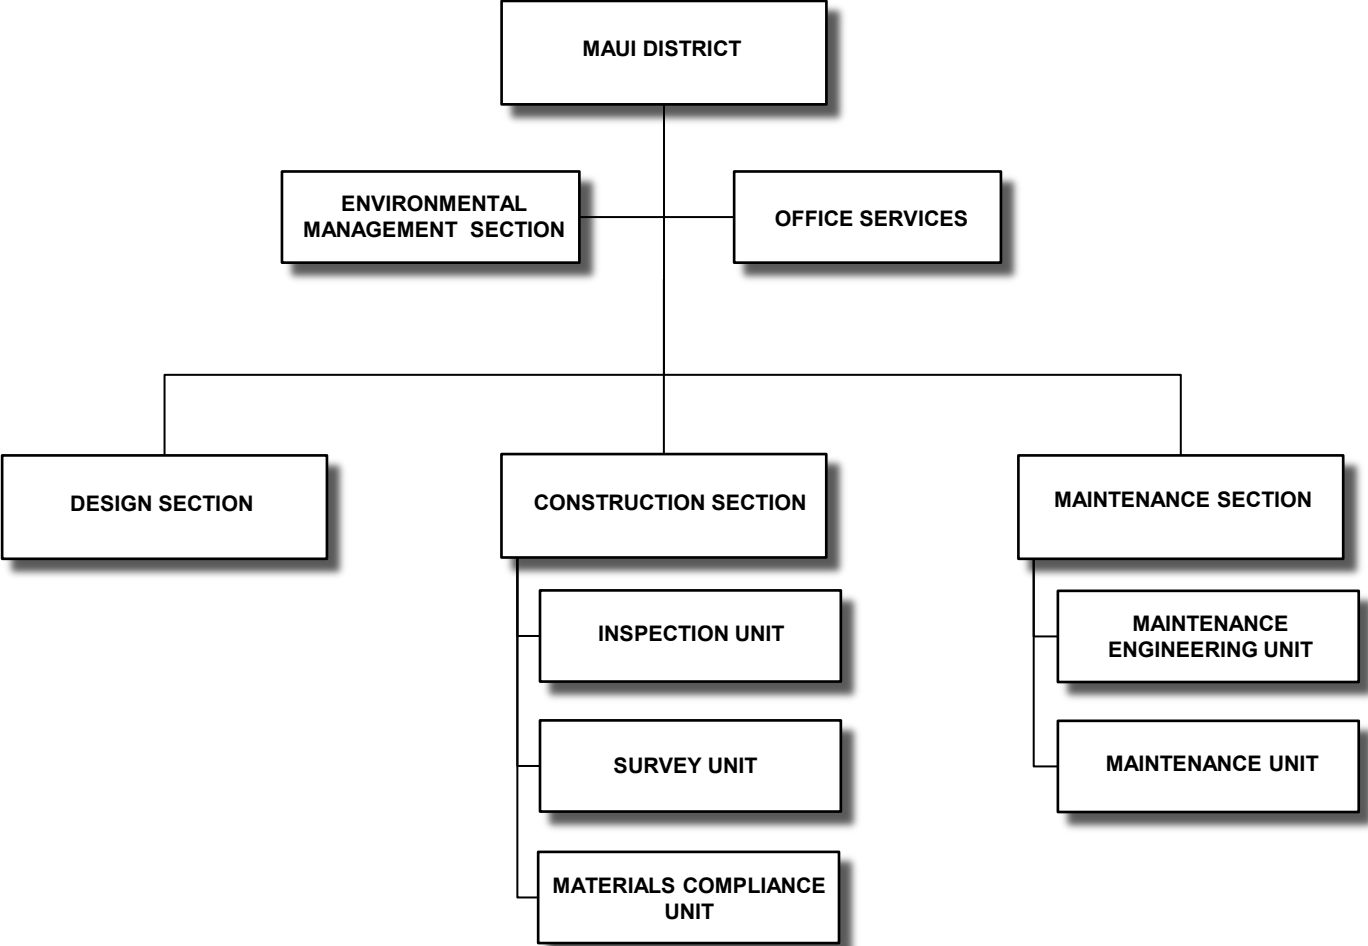 MAUI DISTRICT
ENVIRONMENTAL
MANAGEMENT SECTION
OFFICE SERVICES
DESIGN SECTION
CONSTRUCTION SECTION
MAINTENANCE SECTION
INSPECTION UNIT
MAINTENANCE
ENGINEERING UNIT
SURVEY UNIT
MAINTENANCE UNIT
MATERIALS COMPLIANCE
UNIT